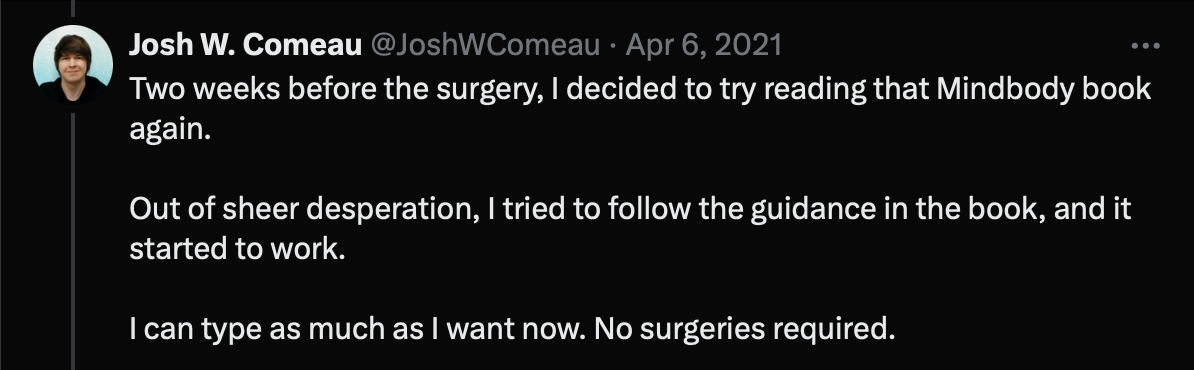 Josh W. Comeau @JoshWComeau · Apr 6, 2021
Two weeks before the surgery, I decided to try reading that Mindbody book
again.
Out of sheer desperation, I tried to follow the guidance in the book, and it
started to work.
I can type as much as I want now. No surgeries required.